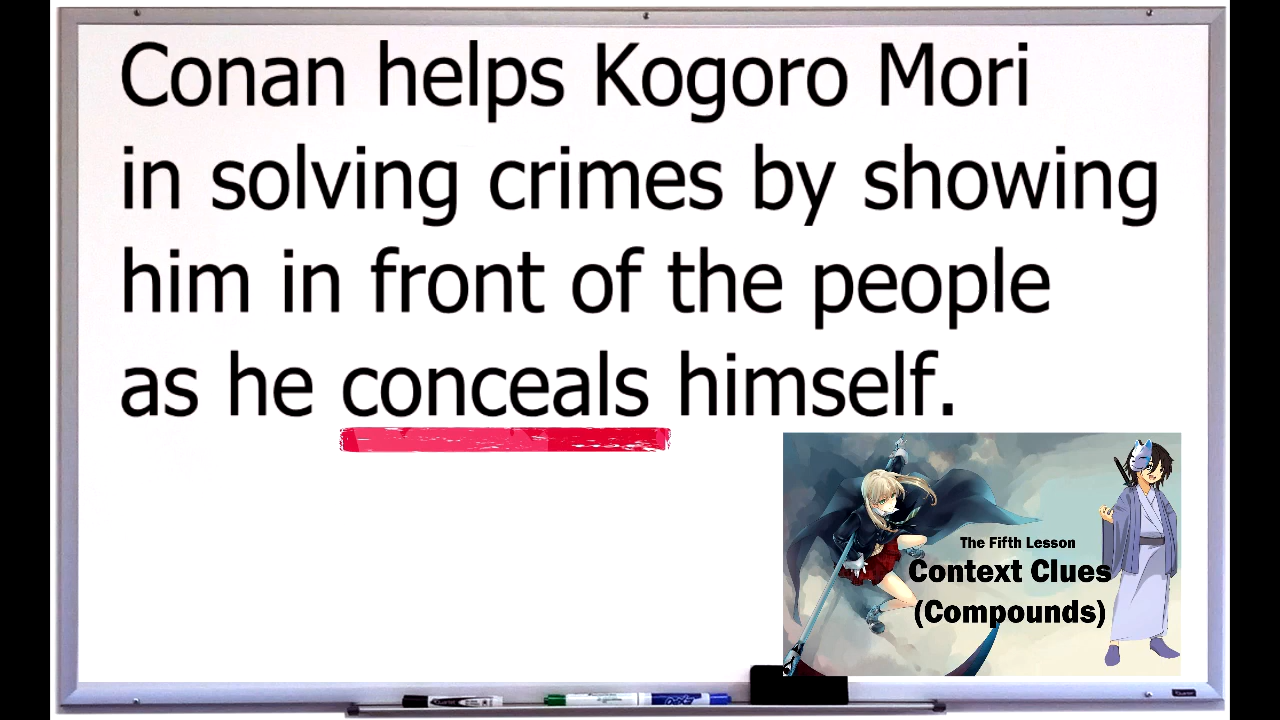 Conan helps Kogoro Mori
in solving crimes by showing
him in front of the people
as he conceals himself.
The Fifth Lesson
Context Clues
(Compounds)